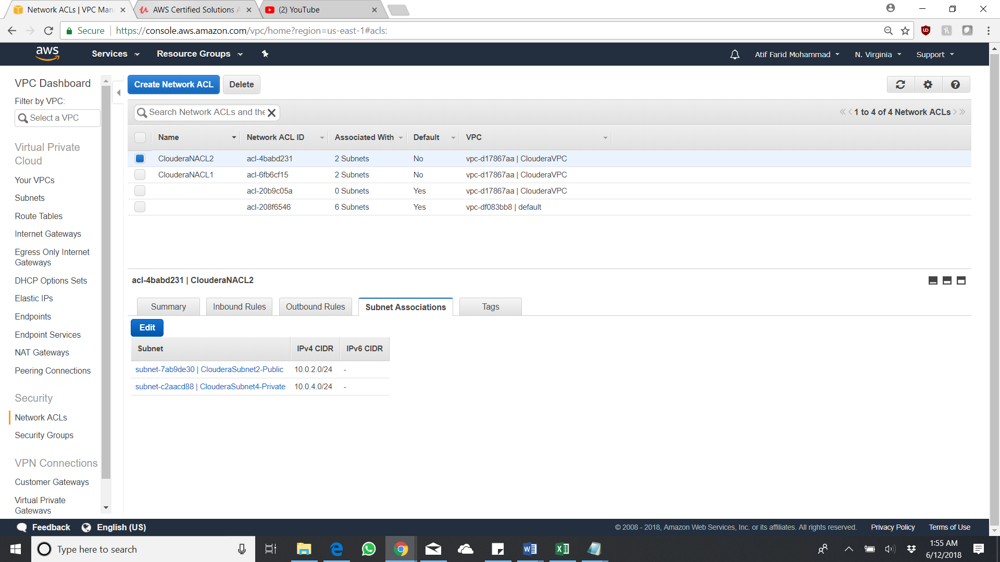 Network ACLs | VPC Man
AWS Certified Solutions A
(2) YouTube
Secure
https://console.aws.amazon.com/vpc/home?region=us-east-1#acls:
aws
Services
Resource Groups
Atif Farid Mohammad
N. Virginia
Support
VPC Dashboard
Filter by VPC:
Select a VPC
Virtual Private
Cloud
Your VPCs
Subnets
Route Tables
Internet Gateways
Egress Only Internet
Gateways
DHCP Options Sets
Elastic IPs
Endpoints
Endpoint Services
NAT Gateways
Peering Connections
Security
Network ACLs
Security Groups
VPN Connections
Customer Gateways
Virtual Private
Gateways
Create Network ACL
Delete
Search Network ACLs and the
1 to 4 of 4 Network ACLs
Name Network ACL ID Associated With Default VPC
ClouderaNACL2 acl-4babd231 2 Subnets No vpc-d17867aa | ClouderaVPC
ClouderaNACL1 acl-6fb6cf15 2 Subnets No vpc-d17867aa | ClouderaVPC
acl-20b9c05a 0 Subnets Yes vpc-d17867aa | ClouderaVPC
acl-208f6546 6 Subnets Yes vpc-df083bb8 | default
acl-4babd231 | ClouderaNACL2
Summary
Inbound Rules
Outbound Rules
Subnet Associations
Tags
Edit
Subnet IPv4 CIDR IPv6 CIDR
subnet-7ab9de30 | ClouderaSubnet2-Public 10.0.2.0/24 -
subnet-c2aacd88 | ClouderaSubnet4-Private 10.0.4.0/24 -
Feedback
English (US)
© 2008 - 2018, Amazon Web Services, Inc. or its affiliates. All rights reserved.
Privacy Policy
Terms of Use
Type here to search
1:55 AM
6/12/2018